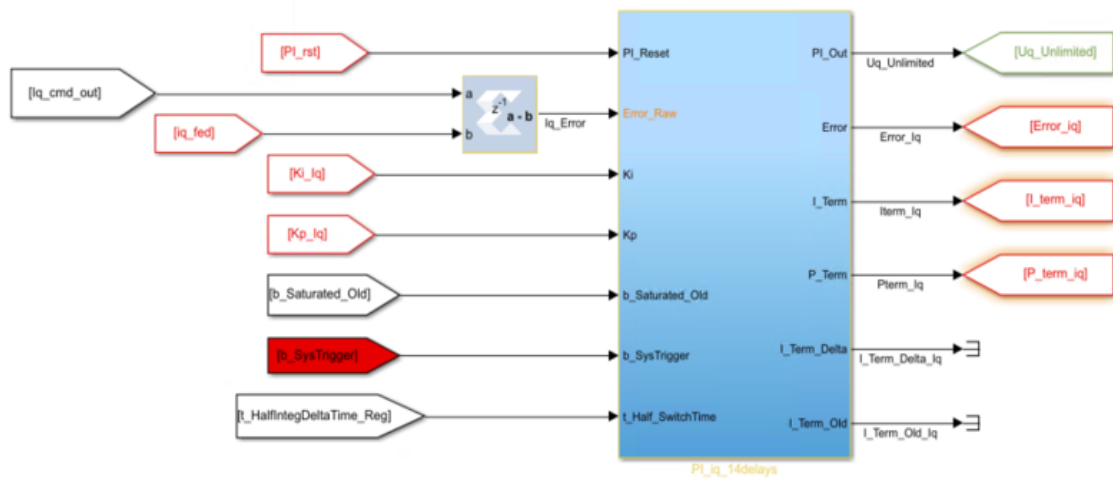 [PI_rst]
PI_Reset
PI_Out
Uq_Unlimited
[Uq_Unlimited]
[Iq_cmd_out]
a
z-1
a - b
b
Iq_Error
Error_Raw
Error
Error_Iq
[Error_iq]
[iq_fed]
[Ki_Iq]
Ki
I_Term
Iterm_Iq
[I_term_iq]
[Kp_Iq]
Kp
P_Term
Pterm_Iq
[P_term_iq]
[b_Saturated_Old]
b_Saturated_Old
[b_SysTrigger]
b_SysTrigger
I_Term_Delta
I_Term_Delta_Iq
[t_HalfIntegDeltaTime_Reg]
t_Half_SwitchTime
I_Term_Old
I_Term_Old_Iq
PI_iq_14delays